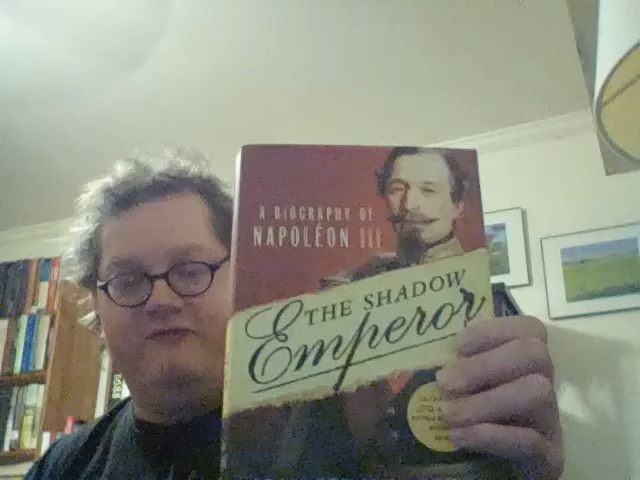 A BIOGRAPHY OF
NAPOLÉON III
THE SHADOW
Emperor